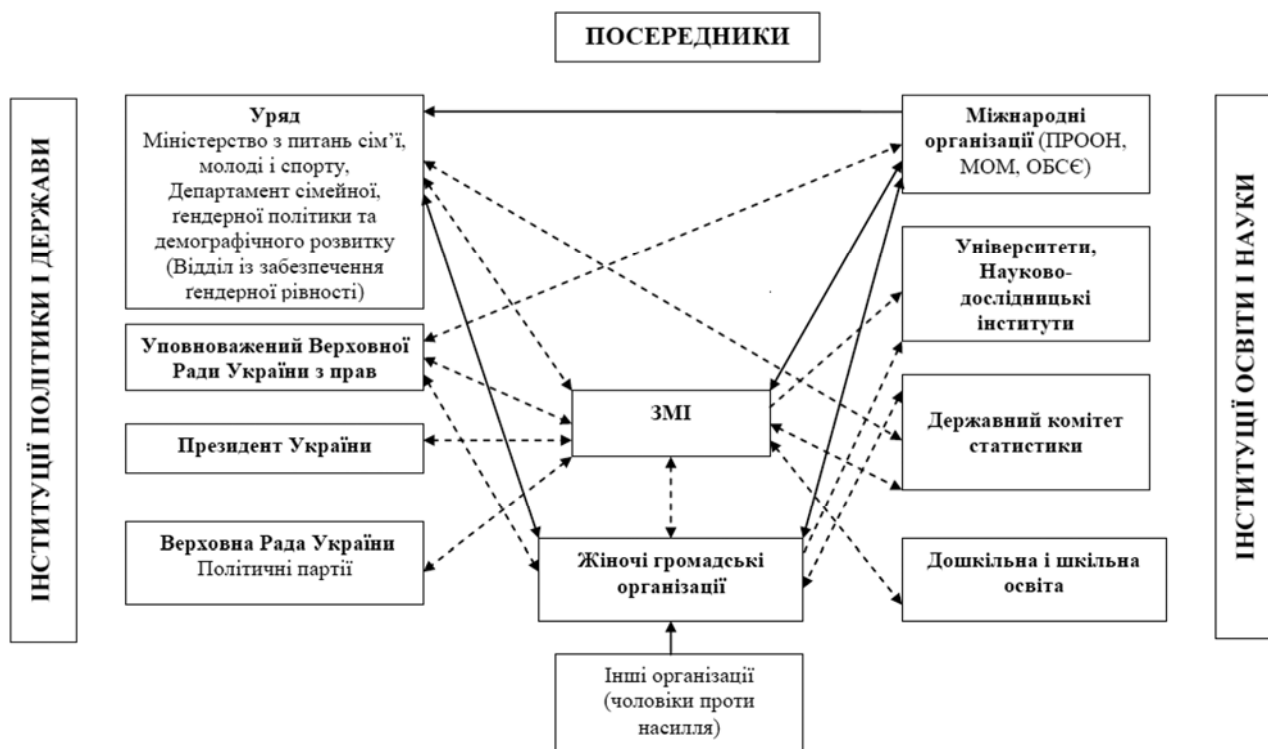 ПОСЕРЕДНИКИ
ІНСТИТУЦІЇ ПОЛІТИКИ І ДЕРЖАВИ
Уряд
Міністерство з питань сім’ї,
молоді і спорту,
Департамент сімейної,
ґендерної політики та
демографічного розвитку
(Відділ із забезпечення
ґендерної рівності)
Уповноважений Верховної
Ради України з прав
Президент України
Верховна Рада України
Політичні партії
ЗМІ
Жіночі громадські
організації
Інші організації
(чоловіки проти
насилля)
Міжнародні
організації (ПРООН,
МОМ, ОБСЄ)
Університети,
Науково-
дослідницькі
інститути
Державний комітет
статистики
Дошкільна і шкільна
освіта
ІНСТИТУЦІЇ ОСВІТИ І НАУКИ